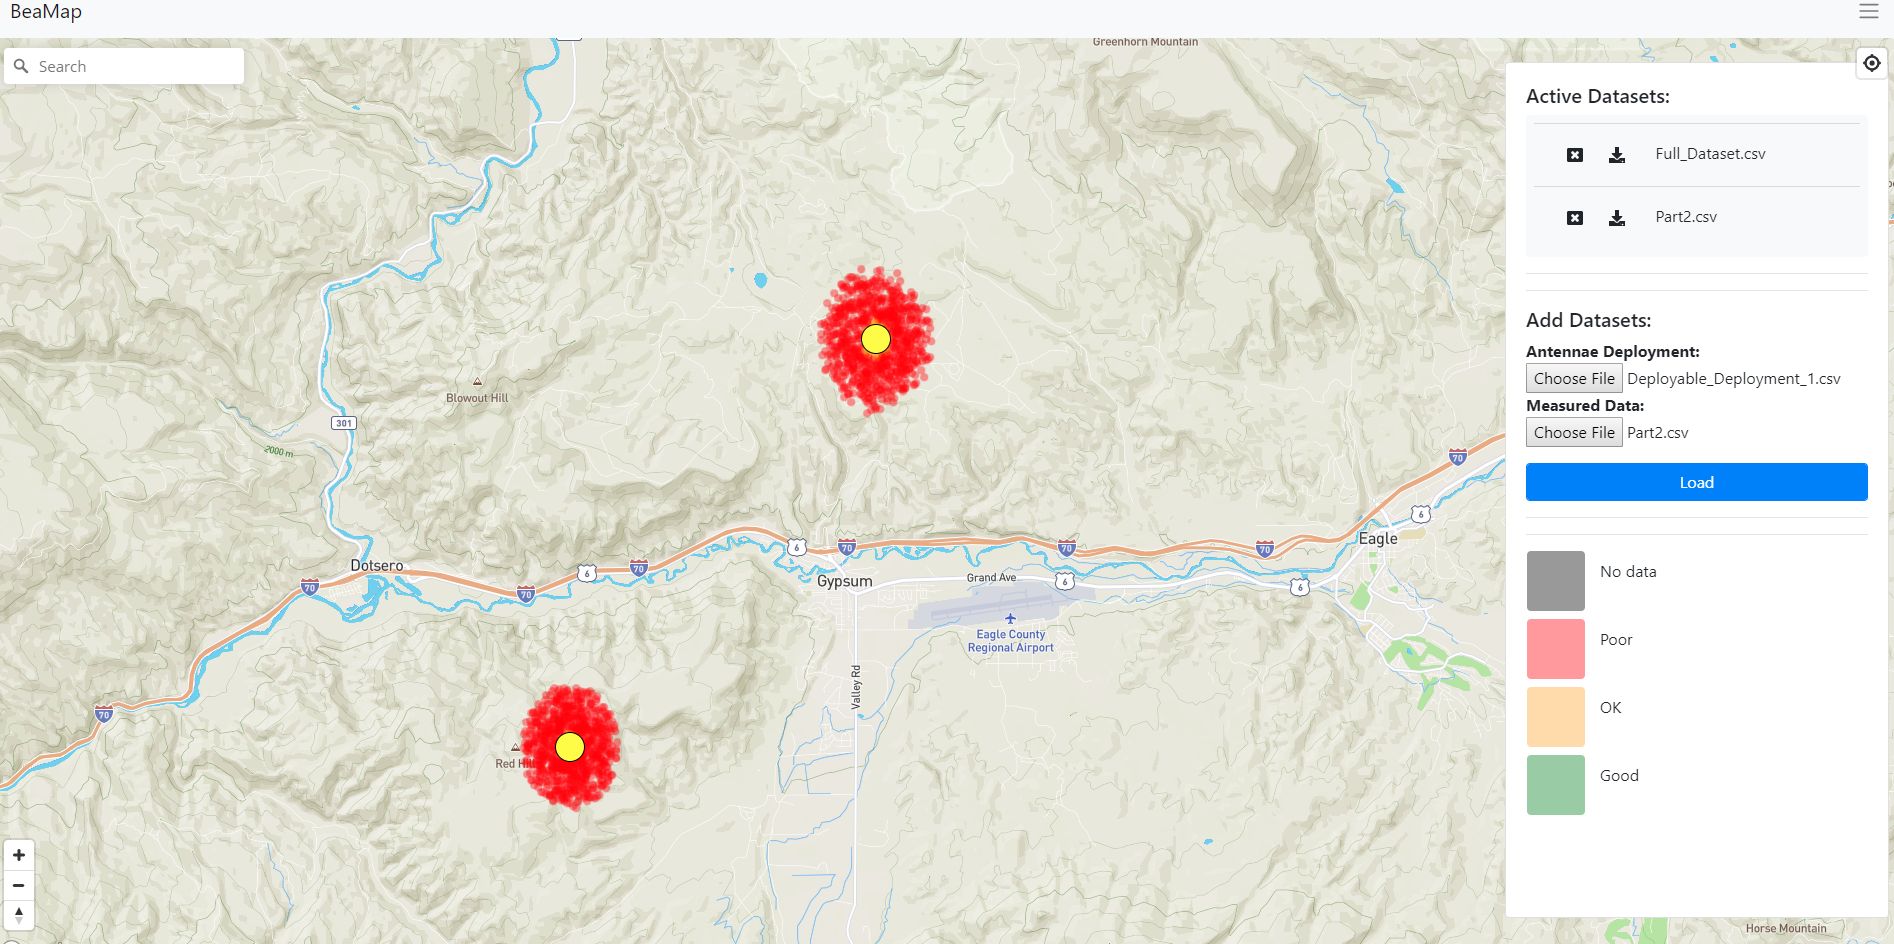 BeaMap
Search
Greenhorn Mountain
Active Datasets:
Full_Dataset.csv
Part2.csv
Add Datasets:
Antennae Deployment:
Choose File Deployable_Deployment_1.csv
Measured Data:
Choose File Part2.csv
Load
No data
Poor
OK
Good
Blowout Hill
301
2000 m
70
6
Eagle
6
70
70
70
6
70
6
70
70
Dotsero
Gypsum
Grand Ave
6
6
Eagle County
Regional Airport
Valley Rd
70
Red Hill
Horse Mountain